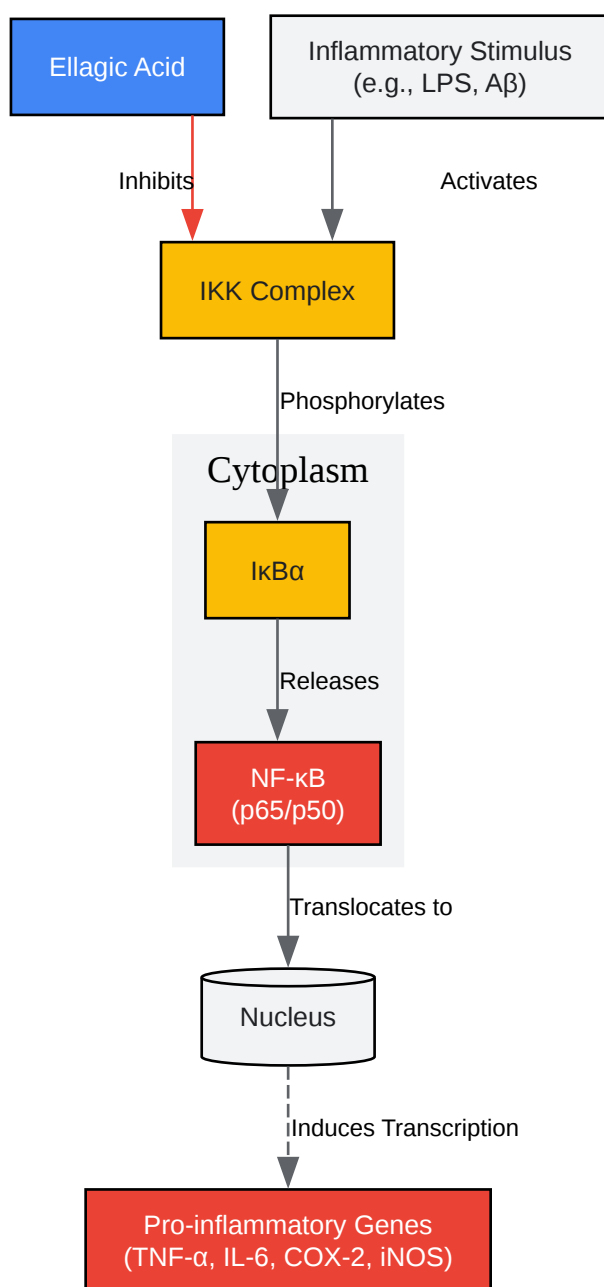 Ellagic Acid
Inflammatory Stimulus
(e.g., LPS, Aβ)
Inhibits
Activates
IKK Complex
Phosphorylates
Cytoplasm
IκBα
Releases
NF-κB
(p65/p50)
Translocates to
Nucleus
Induces Transcription
Pro-inflammatory Genes
(TNF-α, IL-6, COX-2, iNOS)